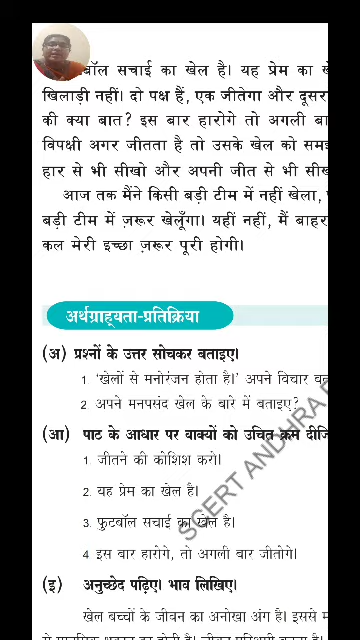 सचाई का खेल है। यह प्रेम का
खिलाड़ी नहीं। दो पक्ष हैं, एक जीतेगा और दूसरा
की क्या बात? इस बार हारोगे तो अगली
विपक्षी अगर जीतता है तो उसके खेल को
हार से भी सीखो और अपनी जीत से भी
आज तक मैंने किसी बड़ी टीम में नहीं खेला,
बड़ी टीम में ज़रूर खेलूँगा। यहीं नहीं, मैं बाहर
कल मेरी इच्छा ज़रूर पूरी होगी।
अर्थग्राह्यता-प्रतिक्रिया
(अ) प्रश्नों के उत्तर सोचकर बताइए।
1. 'खेलों से मनोरंजन होता है।' अपने विचार
2. अपने मनपसंद खेल के बारे में बताइए?
(आ) पाठ के आधार पर वाक्यों को उचित क्रम
1. जीतने की कोशिश करो।
2. यह प्रेम का खेल है।
3. फुटबॉल सचाई का खेल है।
4. इस बार हारोगे, तो अगली बार जीतोगे।
(इ) अनुच्छेद पढ़िए। भाव लिखिए।
खेल बच्चों के जीवन का अनोखा अंग है। इससे
SCERT ANDHRA